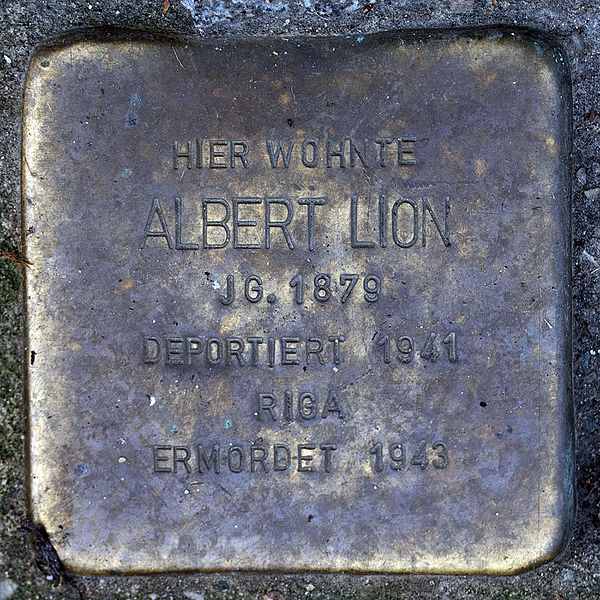 HIER WOHNTE
ALBERT LION
JG. 1879
DEPORTIERT 1941
RIGA
ERMORDET 1943